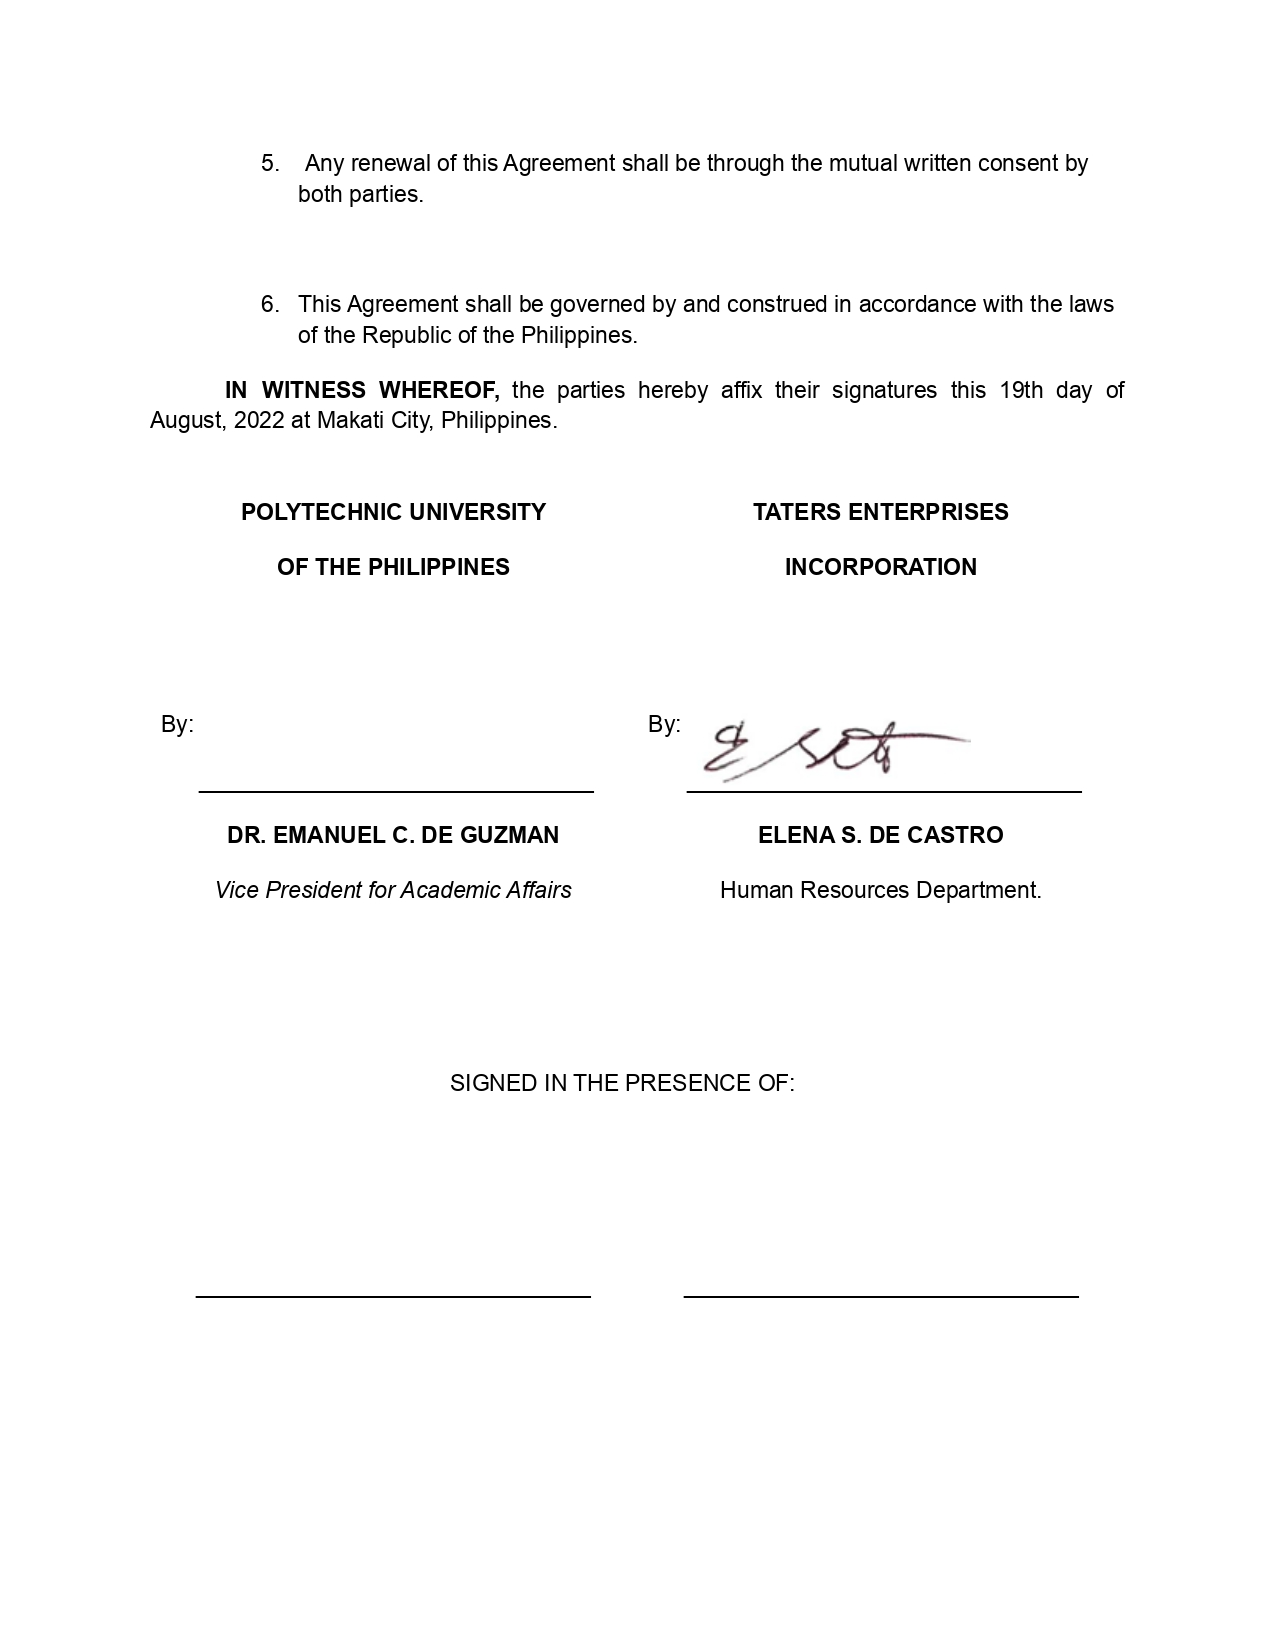 5. Any renewal of this Agreement shall be through the mutual written consent by
both parties.
6. This Agreement shall be governed by and construed in accordance with the laws
of the Republic of the Philippines.
IN WITNESS WHEREOF, the parties hereby affix their signatures this 19th day of
August, 2022 at Makati City, Philippines.
POLYTECHNIC UNIVERSITY
OF THE PHILIPPINES
TATERS ENTERPRISES
INCORPORATION
By:
By:
DR. EMANUEL C. DE GUZMAN
Vice President for Academic Affairs
ELENA S. DE CASTRO
Human Resources Department.
SIGNED IN THE PRESENCE OF: